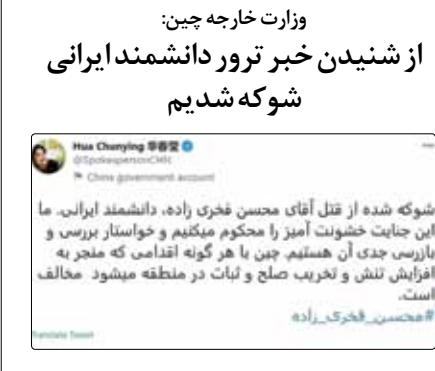 وزارت خارجه چین:
از شنیدن خبر ترور دانشمند ایرانی
شوکه شدیم
Hua Chunying 华春莹
@SpokespersonCHN
China government account
شوکه شده از قتل آقای محسن فخری زاده، دانشمند ایرانی. ما
این جنایت خشونت آمیز را محکوم میکنیم و خواستار بررسی و
بازرسی جدی آن هستیم. چین با هر گونه اقدامی که منجر به
افزایش تنش و تخریب صلح و ثبات در منطقه میشود مخالف
است.
#محسن_فخری_زاده
Translate Tweet